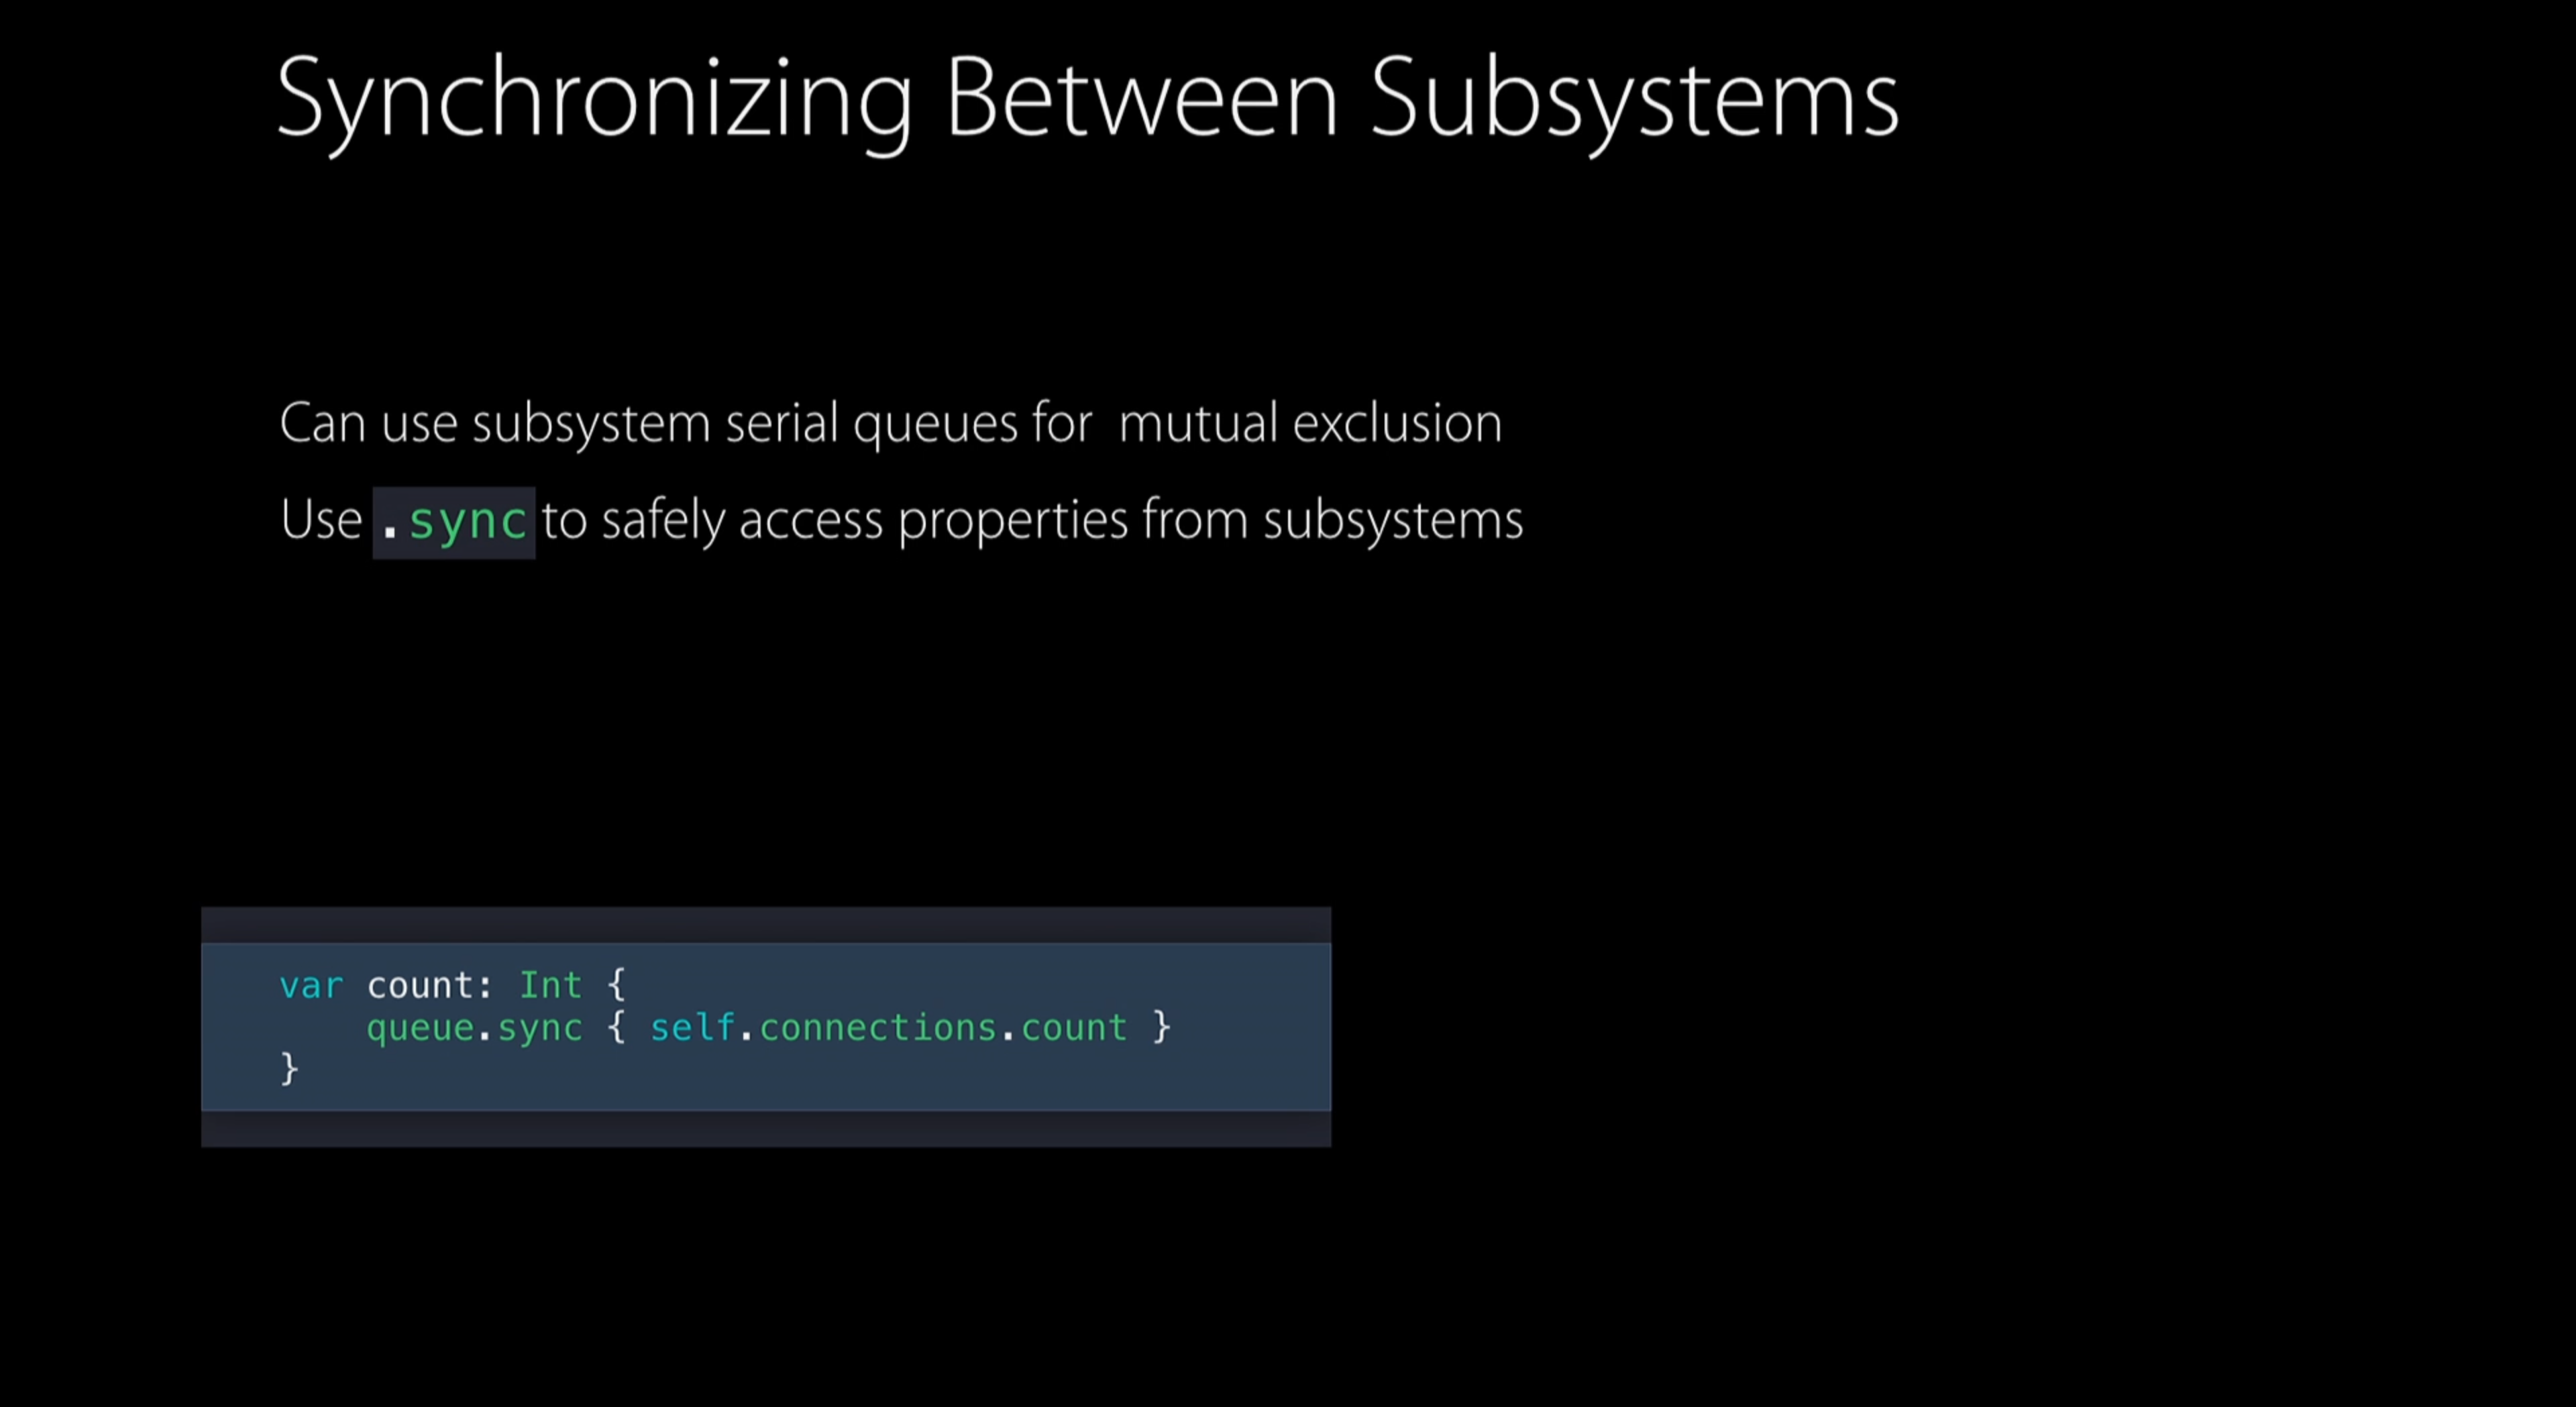 Synchronizing Between Subsystems
Can use subsystem serial queues for  mutual exclusion
Use .sync to safely access properties from subsystems
var count: Int {
    queue.sync { self.connections.count }
}